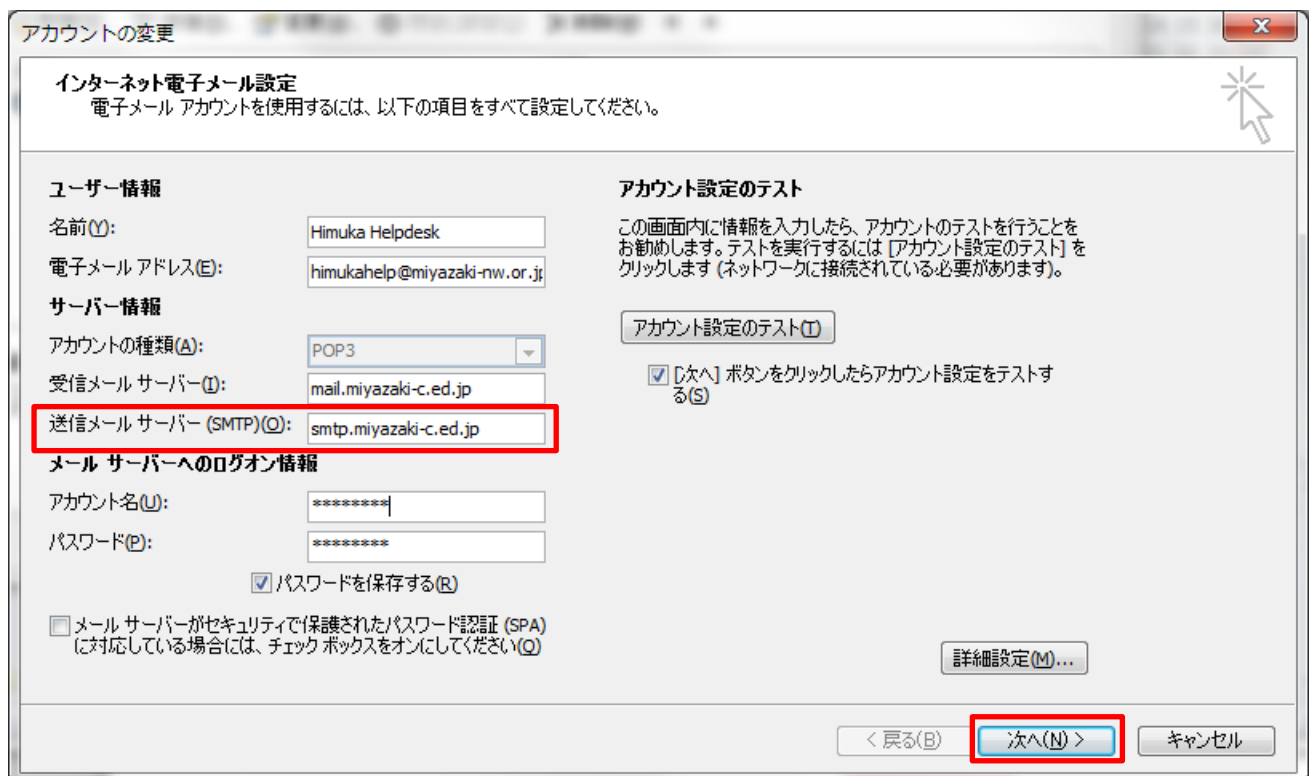 アカウントの変更
インターネット電子メール設定
電子メール アカウントを使用するには、以下の項目をすべて設定してください。
ユーザー情報
名前(Y):
Himuka Helpdesk
電子メール アドレス(E):
himukahelp@miyazaki-nw.or.jp
サーバー情報
アカウントの種類(A):
POP3
受信メール サーバー(I):
mail.miyazaki-c.ed.jp
送信メール サーバー (SMTP)(O):
smtp.miyazaki-c.ed.jp
メール サーバーへのログオン情報
アカウント名(U):
********
パスワード(P):
********
パスワードを保存する(R)
メール サーバーがセキュリティで保護されたパスワード認証 (SPA)
に対応している場合には、チェック ボックスをオンにしてください(Q)
アカウント設定のテスト
この画面内に情報を入力したら、アカウントのテストを行うことを
お勧めします。テストを実行するには [アカウント設定のテスト] を
クリックします (ネットワークに接続されている必要があります)。
アカウント設定のテスト(T)
[次へ] ボタンをクリックしたらアカウント設定をテストす
る(S)
詳細設定(M)...
< 戻る(B)
次へ(N) >
キャンセル